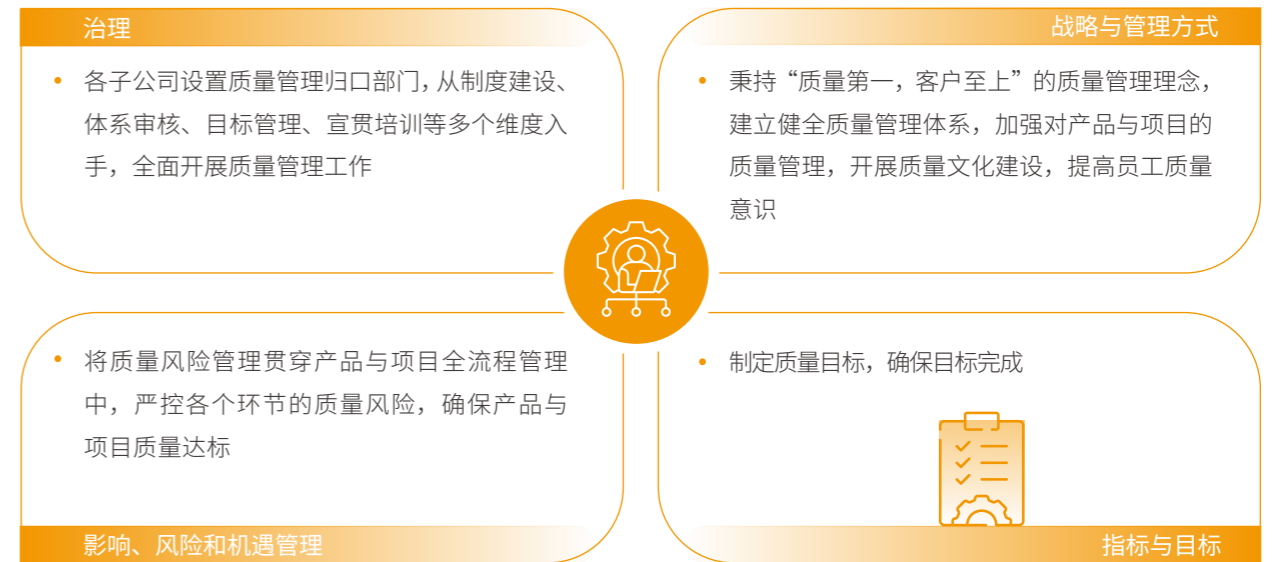 治理
• 各子公司设置质量管理归口部门，从制度建设、
体系审核、目标管理、宣贯培训等多个维度入
手，全面开展质量管理工作
战略与管理方式
• 秉持“质量第一，客户至上”的质量管理理念，
建立健全质量管理体系，加强对产品与项目的
质量管理，开展质量文化建设，提高员工质量
意识
• 将质量风险管理贯穿产品与项目全流程管理
中，严控各个环节的质量风险，确保产品与
项目质量达标
影响、风险和机遇管理
• 制定质量目标，确保目标完成
指标与目标